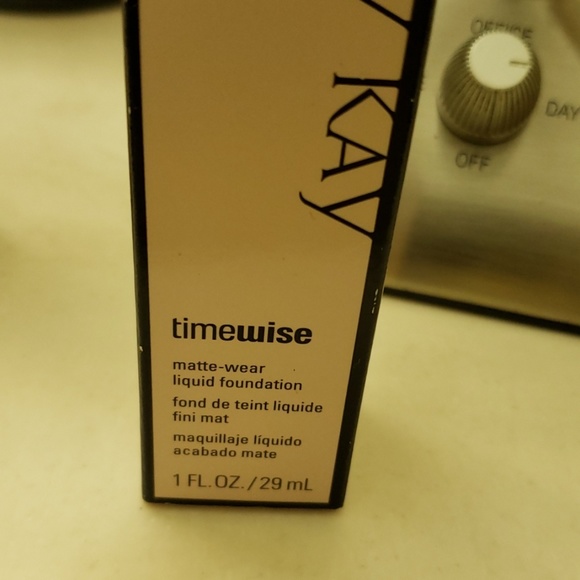 Y KAY
timewise
matte-wear
liquid foundation
fond de teint liquide
fini mat
maquillaje líquido
acabado mate
1 FL. OZ. / 29 mL
OFFICE
DAY
OFF